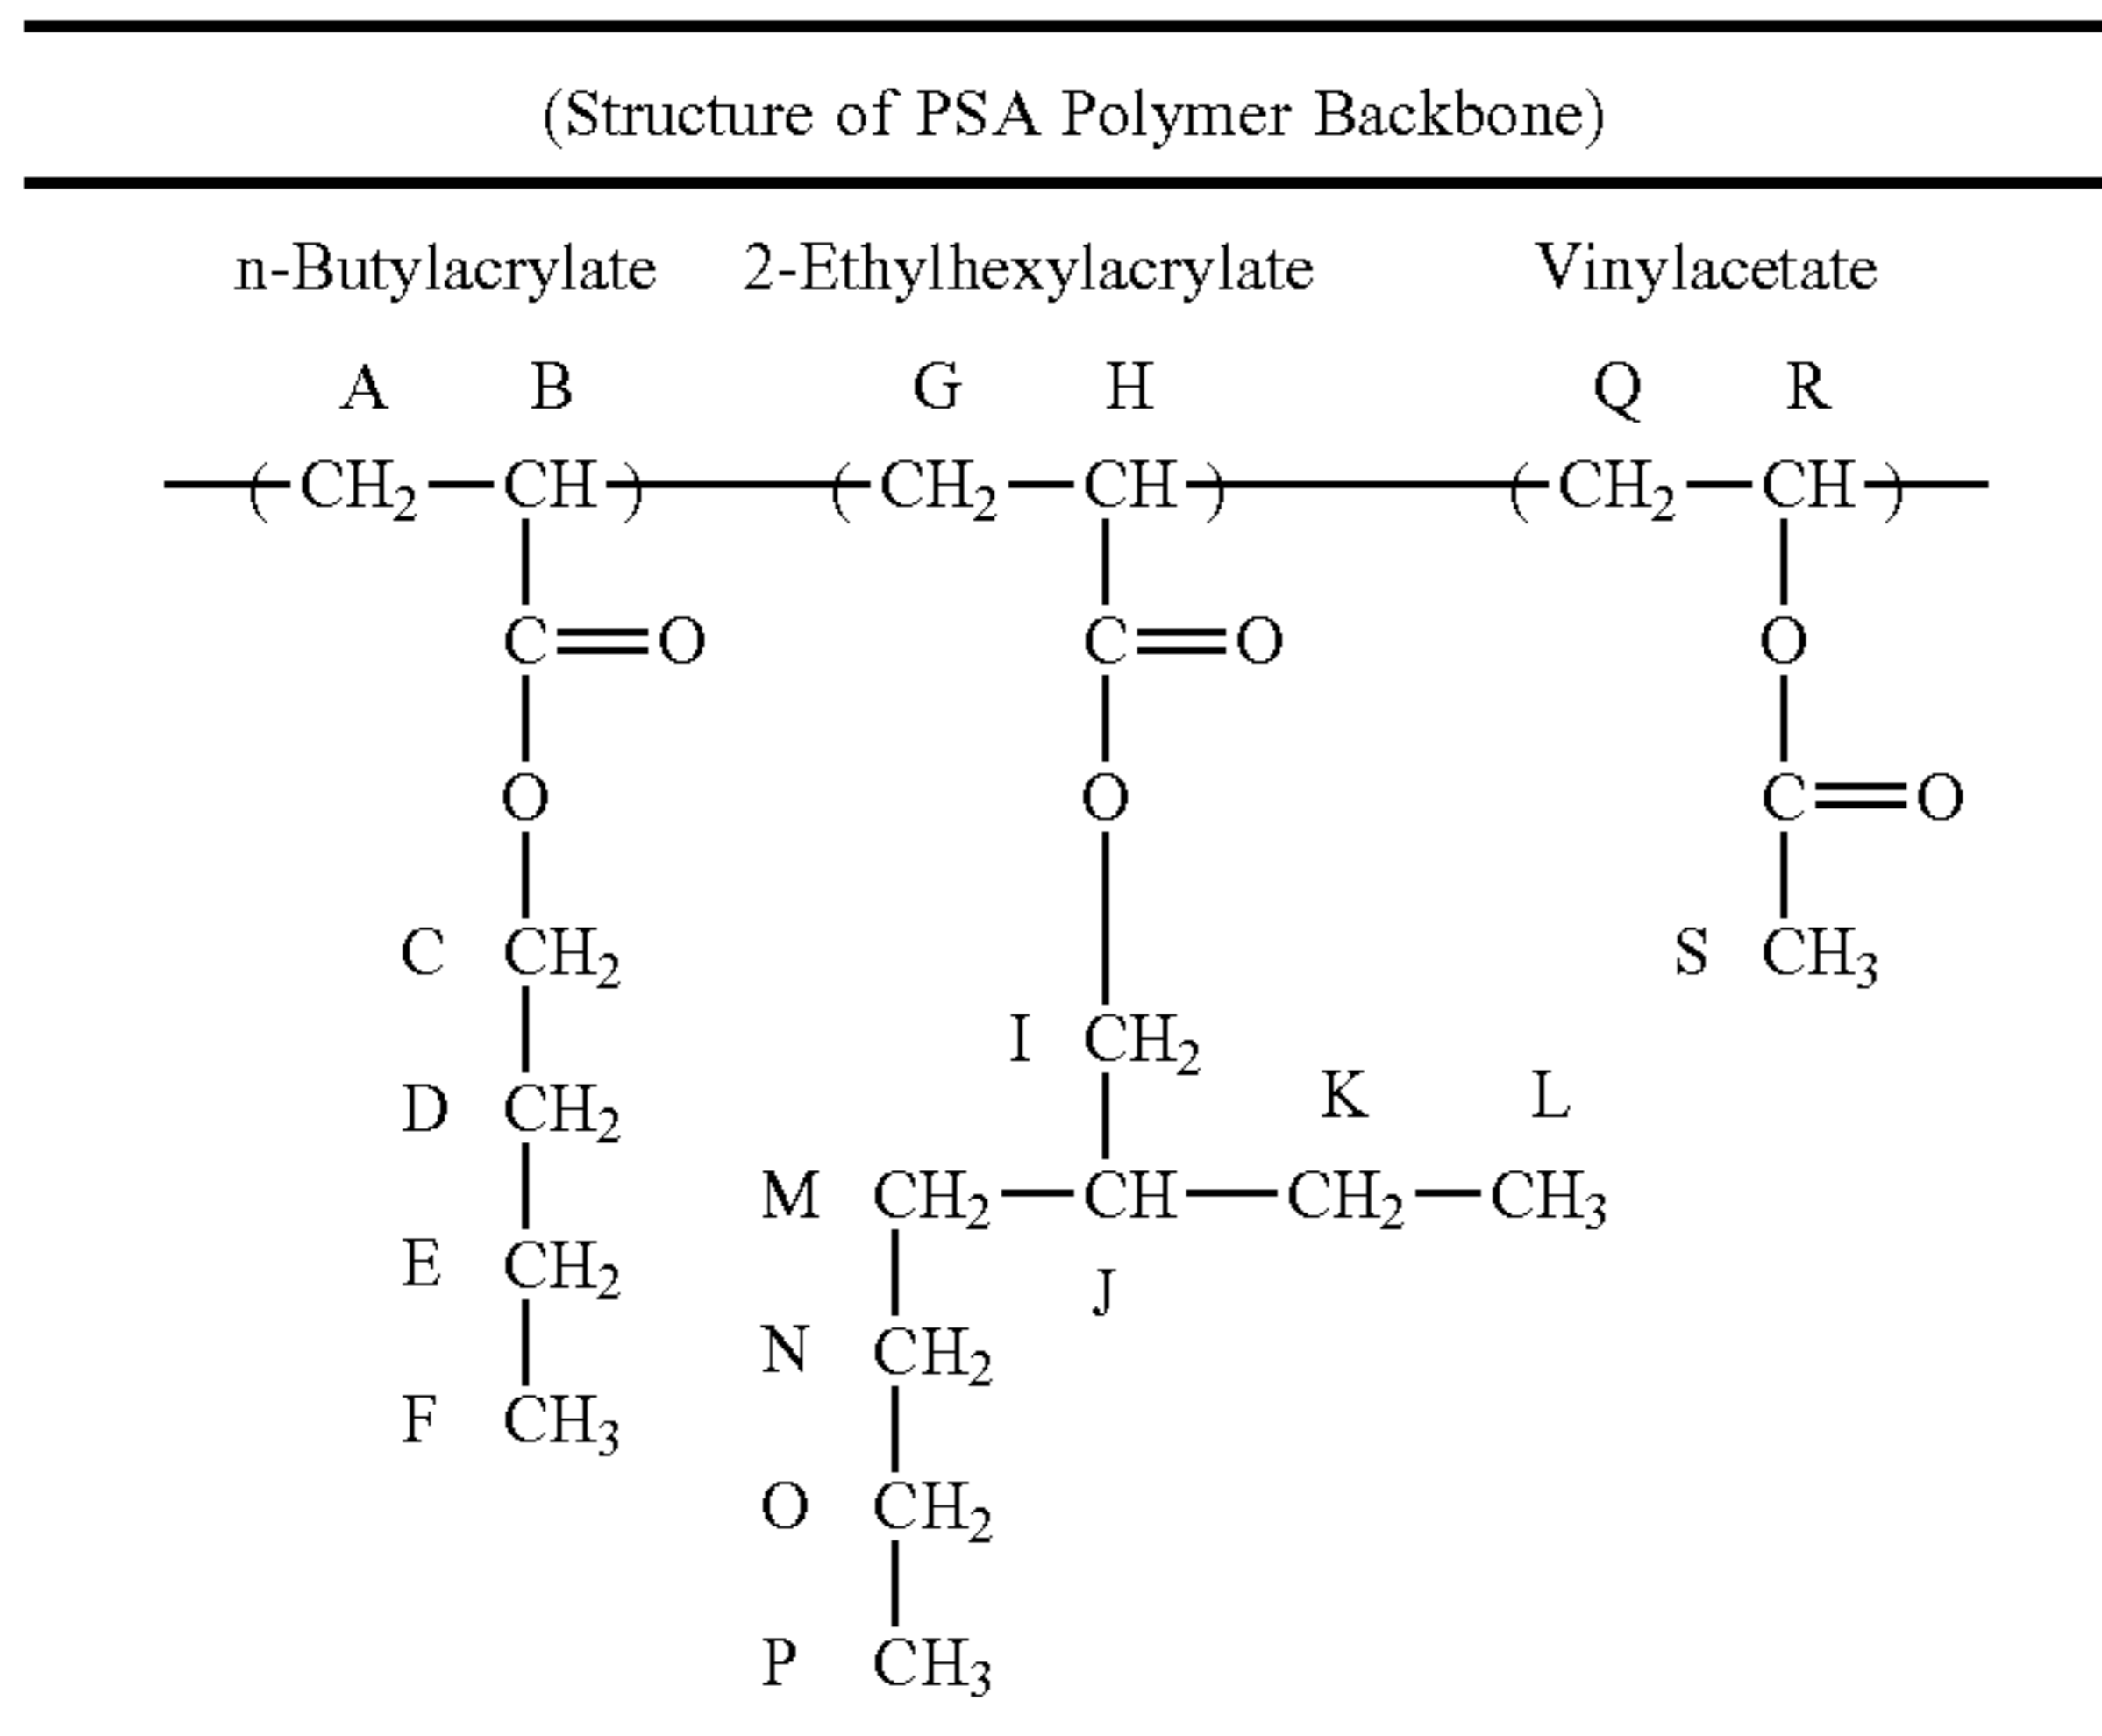 (Structure of PSA Polymer Backbone)
n-Butylacrylate 2-Ethylhexylacrylate Vinylacetate
A B G H Q R
( CH₂ CH ) ( CH₂ CH ) ( CH₂ CH )
C=O C=O O
O O C=O
C CH₂ S CH₃
I CH₂
K L
D CH₂
M CH₂ CH CH₂ CH₃
E CH₂
J
N CH₂
F CH₃
O CH₂
P CH₃